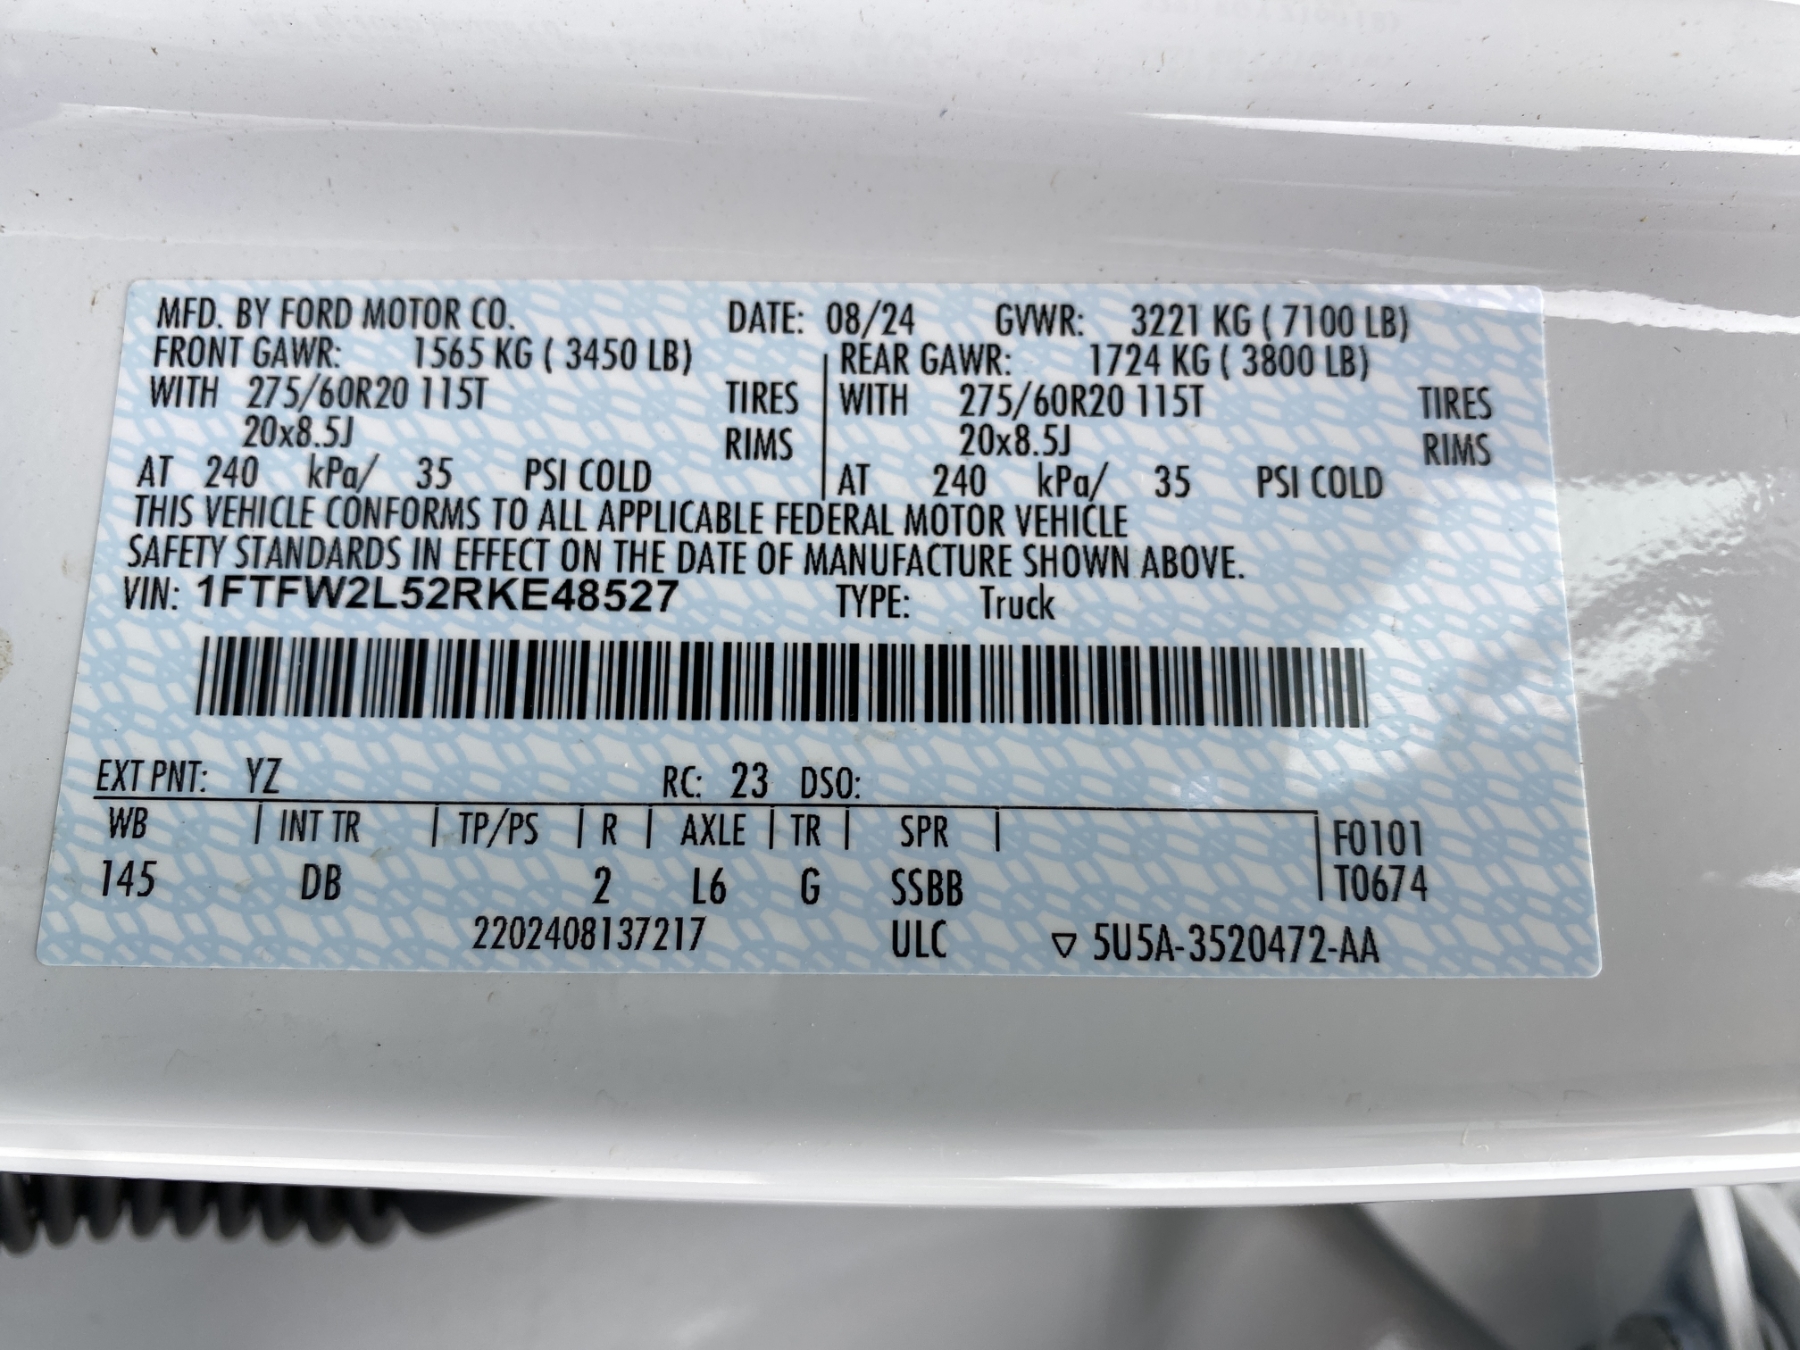 MFD. BY FORD MOTOR CO. DATE: 08/24 GVWR: 3221 KG ( 7100 LB)
FRONT GAWR: 1565 KG ( 3450 LB) REAR GAWR: 1724 KG ( 3800 LB)
WITH 275/60R20 115T TIRES WITH 275/60R20 115T TIRES
20x8.5J RIMS 20x8.5J RIMS
AT 240 kPa/ 35 PSI COLD AT 240 kPa/ 35 PSI COLD
THIS VEHICLE CONFORMS TO ALL APPLICABLE FEDERAL MOTOR VEHICLE
SAFETY STANDARDS IN EFFECT ON THE DATE OF MANUFACTURE SHOWN ABOVE.
VIN: 1FTFW2L52RKE48527 TYPE: Truck
EXT PNT: YZ RC: 23 DSO:
WB | INT TR | TP/PS | R | AXLE | TR | SPR | F0101
145 DB 2 L6 G SSBB T0674
2202408137217 ULC ▽ 5U5A-3520472-AA